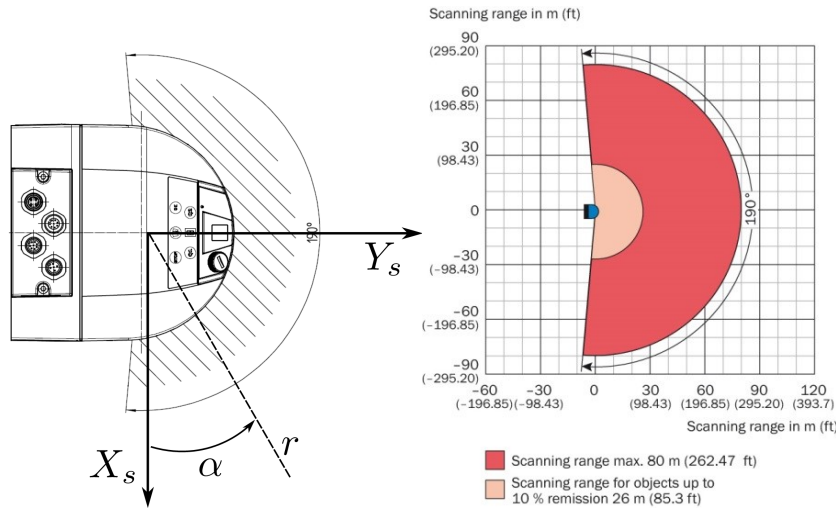 190°
Y_s
X_s
α
r
Scanning range in m (ft)
90
(295.20)
60
(196.85)
30
(98.43)
0
−30
(−98.43)
−60
(−196.85)
−90
(−295.20)
190°
−60 −30 0 30 60 90 120
(−196.85)(−98.43) (98.43) (196.85) (295.20) (393.7)
Scanning range in m (ft)
Scanning range max. 80 m (262.47 ft)
Scanning range for objects up to
10 % remission 26 m (85.3 ft)